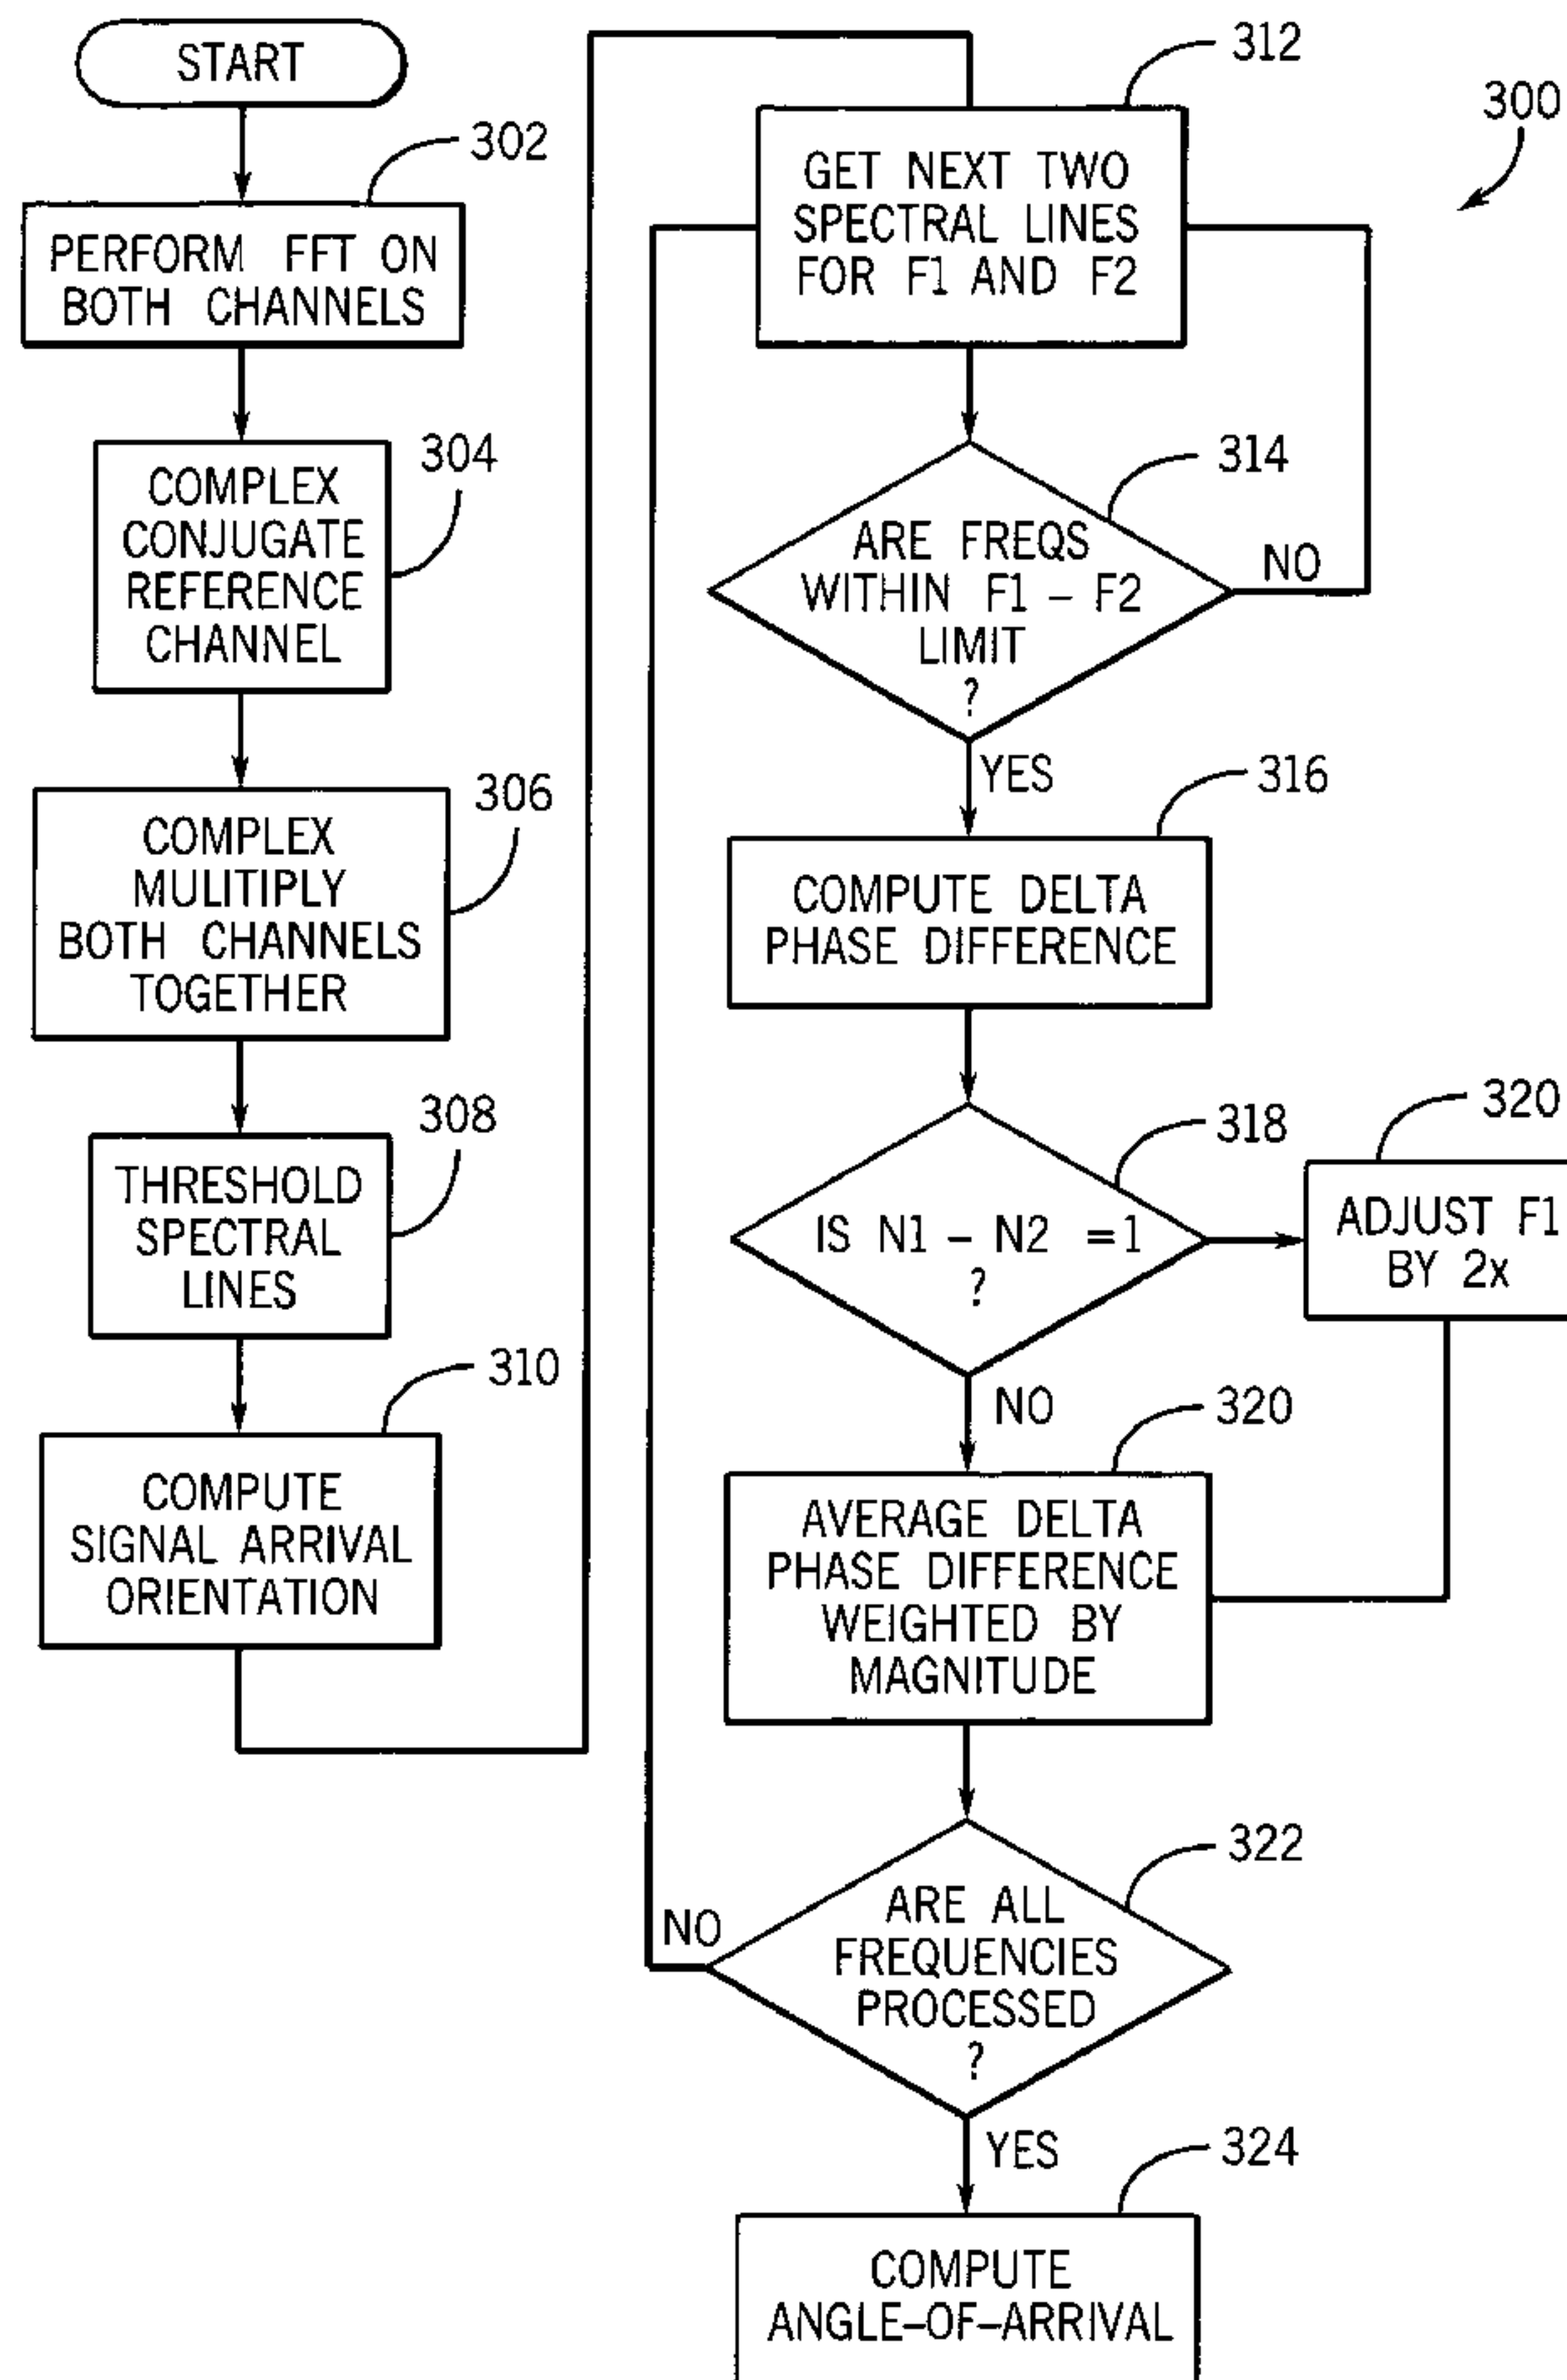 START
302
PERFORM FFT ON
BOTH CHANNELS
304
COMPLEX
CONJUGATE
REFERENCE
CHANNEL
306
COMPLEX
MULITIPLY
BOTH CHANNELS
TOGETHER
308
THRESHOLD
SPECTRAL
LINES
310
COMPUTE
SIGNAL ARRIVAL
ORIENTATION
312
300
GET NEXT TWO
SPECTRAL LINES
FOR F1 AND F2
314
ARE FREQS
WITHIN F1 – F2
LIMIT
?
NO
YES
316
COMPUTE DELTA
PHASE DIFFERENCE
318
IS N1 – N2 =1
?
320
ADJUST F1
BY 2x
NO
320
AVERAGE DELTA
PHASE DIFFERENCE
WEIGHTED BY
MAGNITUDE
322
ARE ALL
FREQUENCIES
PROCESSED
?
NO
YES
324
COMPUTE
ANGLE–OF–ARRIVAL